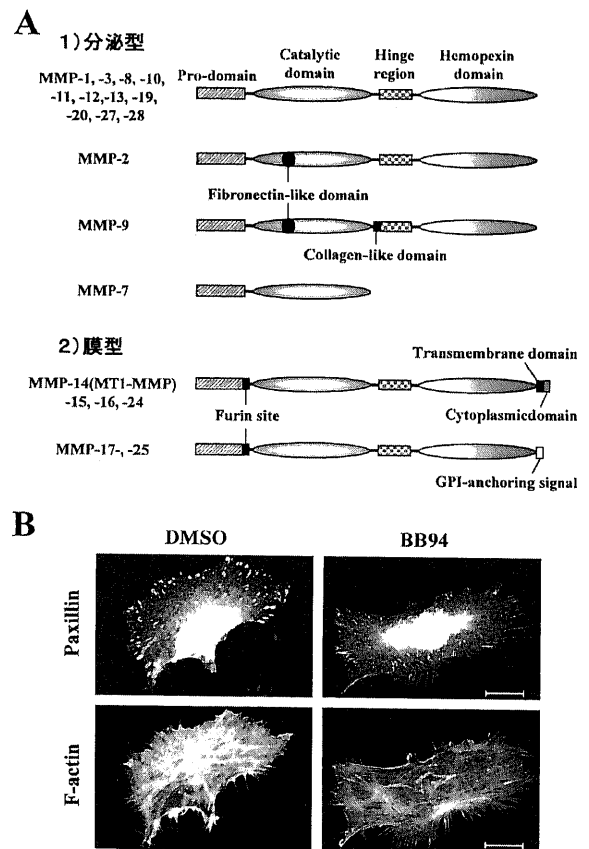 A
1)分泌型
Catalytic domain
Hinge region
Hemopexin domain
Pro-domain
MMP-1, -3, -8, -10,
-11, -12,-13, -19,
-20, -27, -28
MMP-2
Fibronectin-like domain
MMP-9
Collagen-like domain
MMP-7
2)膜型
Transmembrane domain
MMP-14(MT1-MMP)
-15, -16, -24
Furin site
Cytoplasmicdomain
MMP-17-, -25
GPI-anchoring signal
B
DMSO
BB94
Paxillin
F-actin